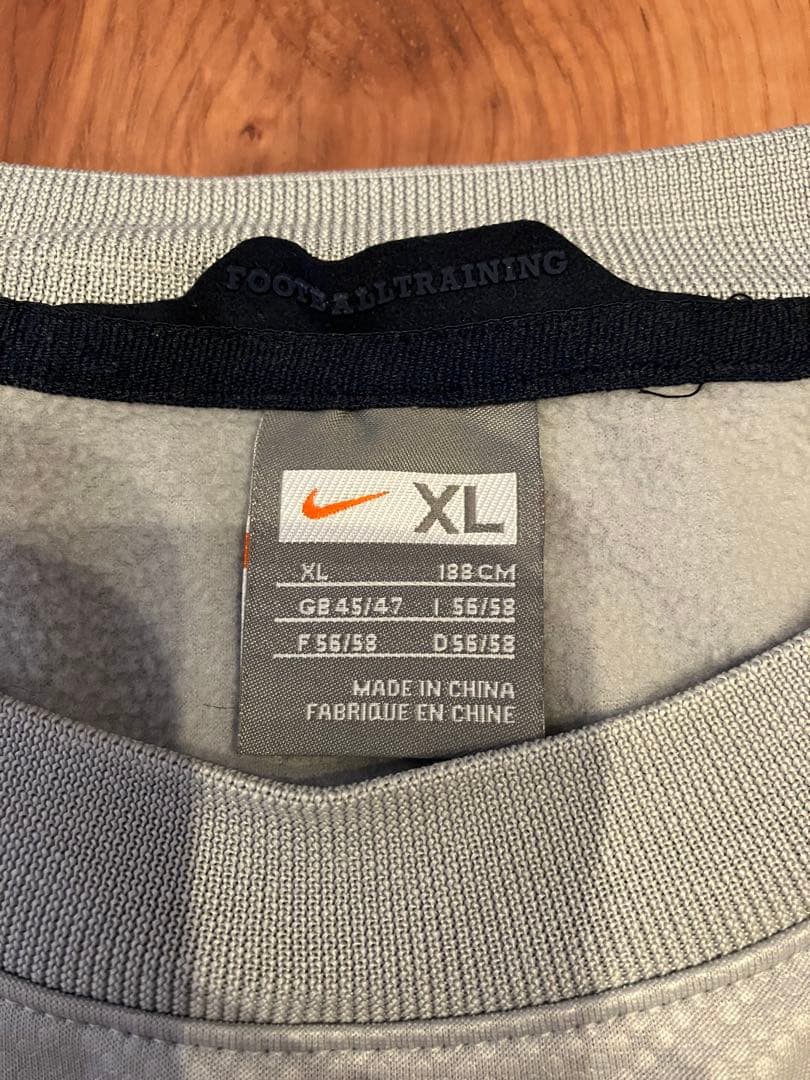 FOOTBALLTRAINING
XL
XL 188 CM
GB 45/47 I 56/58
F 56/58 D 56/58
MADE IN CHINA
FABRIQUE EN CHINE